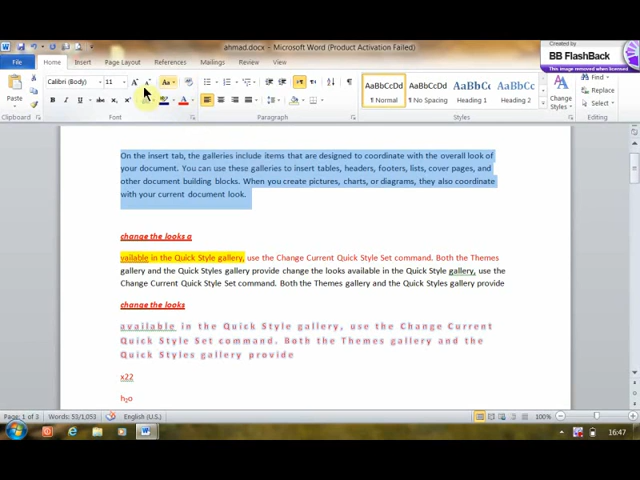 ahmad.docx - Microsoft Word (Product Activation Failed)
Created by
BB FlashBack
This image removed when licensed
File Home Insert Page Layout References Mailings Review View
Calibri (Body) 11 Aa
Paste
B I U abc x₂ x²
Clipboard Font Paragraph Styles
AaBbCcDd AaBbCcDd AaBbC AaBbCc
¶ Normal ¶ No Spacing Heading 1 Heading 2
Change Styles
Find
Replace
Select
Editing
On the insert tab, the galleries include items that are designed to coordinate with the overall look of
your document. You can use these galleries to insert tables, headers, footers, lists, cover pages, and
other document building blocks. When you create pictures, charts, or diagrams, they also coordinate
with your current document look.
change the looks a
vailable in the Quick Style gallery, use the Change Current Quick Style Set command. Both the Themes
gallery and the Quick Styles gallery provide change the looks available in the Quick Style gallery, use the
Change Current Quick Style Set command. Both the Themes gallery and the Quick Styles gallery provide
change the looks
available in the Quick Style gallery, use the Change Current
Quick Style Set command. Both the Themes gallery and the
Quick Styles gallery provide
x22
h₂o
Page: 1 of 3 Words: 53/1,053 English (U.S.) 100%
16:47